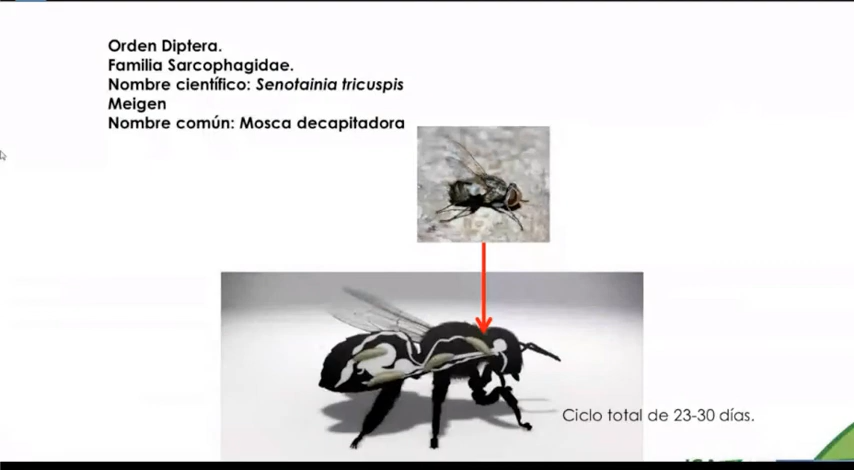 Orden Diptera.
Familia Sarcophagidae.
Nombre científico: Senotainia tricuspis
Meigen
Nombre común: Mosca decapitadora
Ciclo total de 23-30 días.